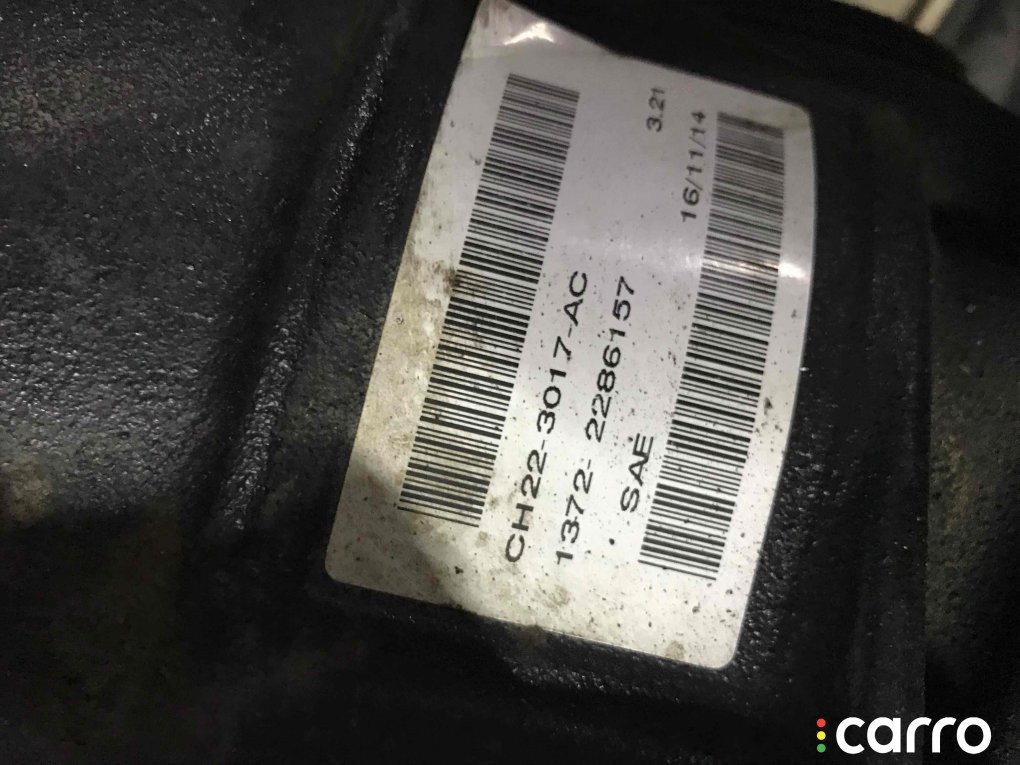 CH22-3017-AC
1372- 2286157
SAE
3.21
16/11/14
carro